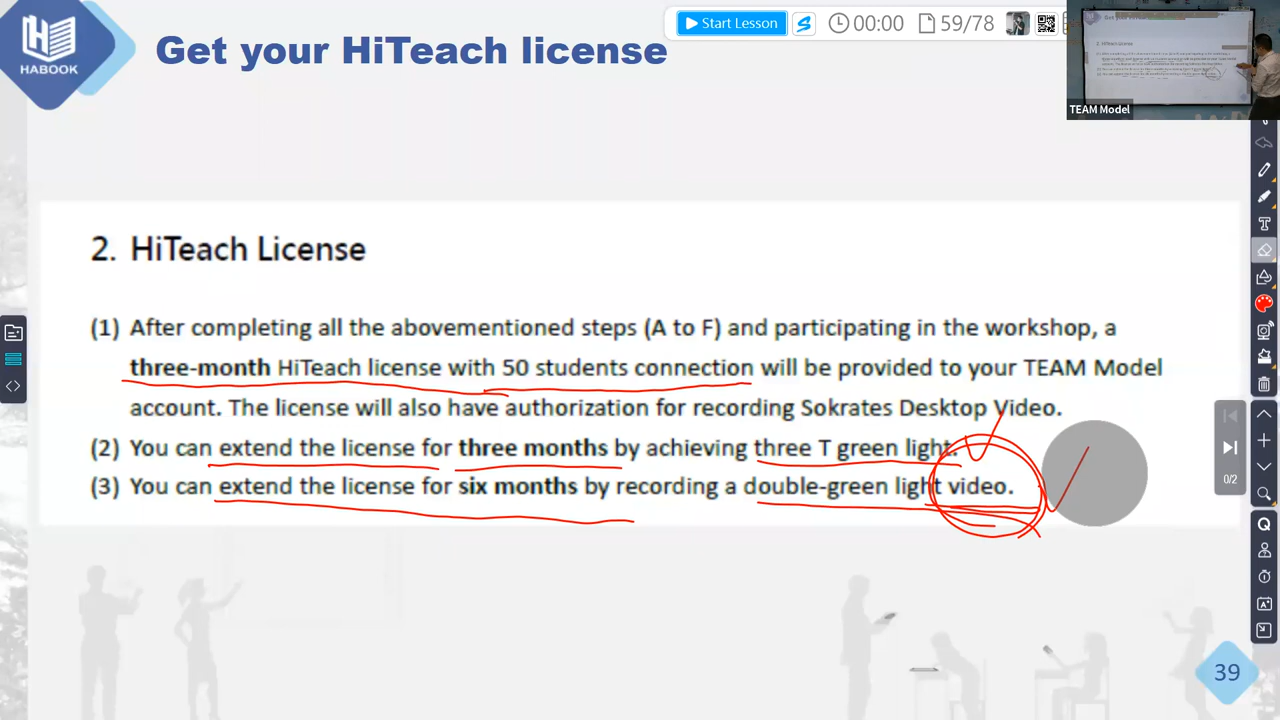 HABOOK
Get your HiTeach license
Start Lesson
00:00
59/78
TEAM Model
2. HiTeach License
(1) After completing all the abovementioned steps (A to F) and participating in the workshop, a
three-month HiTeach license with 50 students connection will be provided to your TEAM Model
account. The license will also have authorization for recording Sokrates Desktop Video.
(2) You can extend the license for three months by achieving three T green light.
(3) You can extend the license for six months by recording a double-green light video.
0/2
39